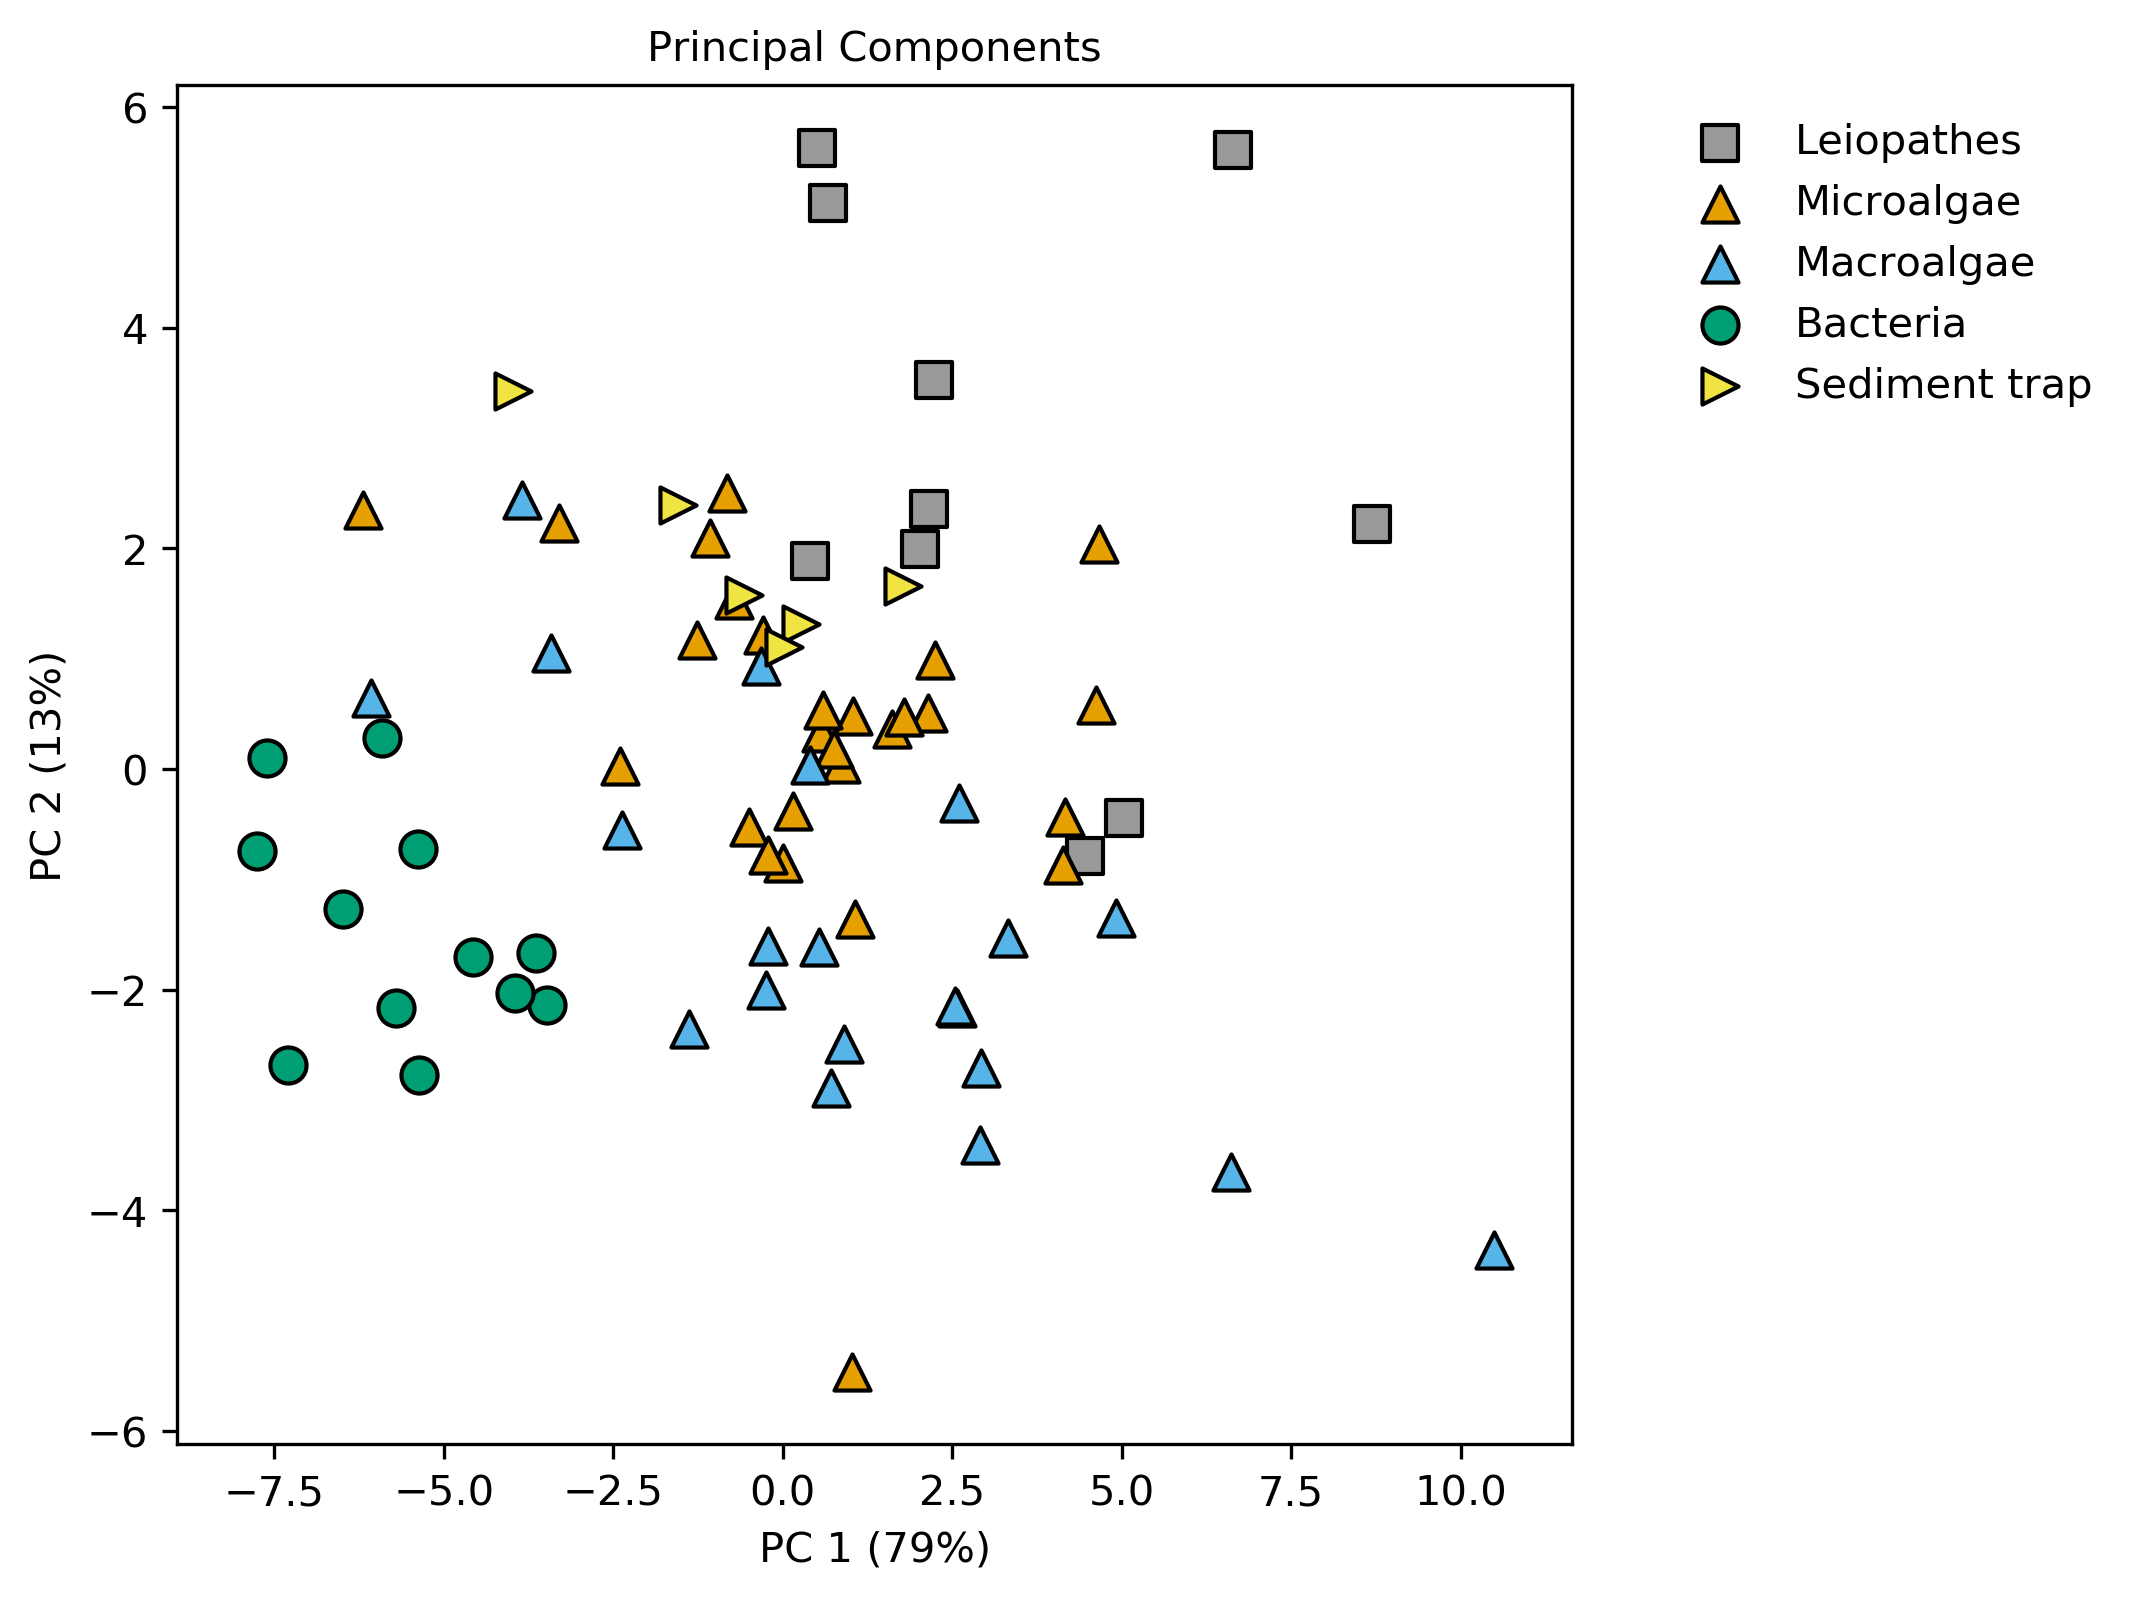 Principal Components
6
4
2
0
−2
−4
−6
PC 2 (13%)
−7.5 −5.0 −2.5 0.0 2.5 5.0 7.5 10.0
PC 1 (79%)
Leiopathes
Microalgae
Macroalgae
Bacteria
Sediment trap